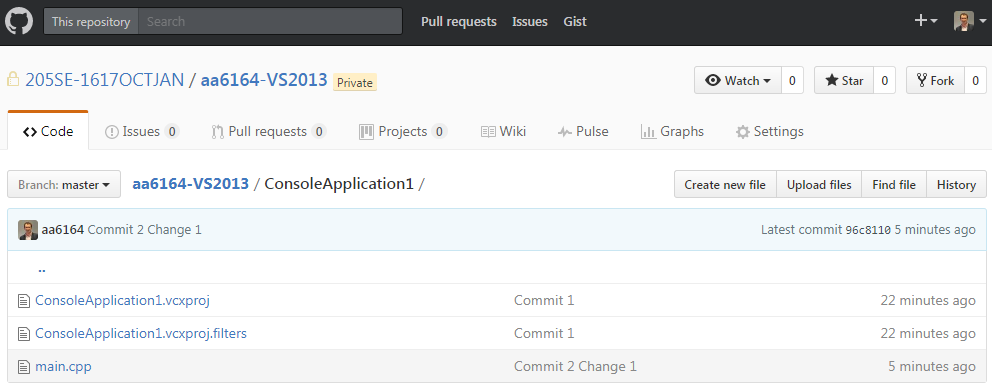 This repository Search Pull requests Issues Gist
205SE-1617OCTJAN / aa6164-VS2013 Private Watch 0 Star 0 Fork 0
Code Issues 0 Pull requests 0 Projects 0 Wiki Pulse Graphs Settings
Branch: master aa6164-VS2013 / ConsoleApplication1 / Create new file Upload files Find file History
aa6164 Commit 2 Change 1 Latest commit 96c8110 5 minutes ago
..
ConsoleApplication1.vcxproj Commit 1 22 minutes ago
ConsoleApplication1.vcxproj.filters Commit 1 22 minutes ago
main.cpp Commit 2 Change 1 5 minutes ago